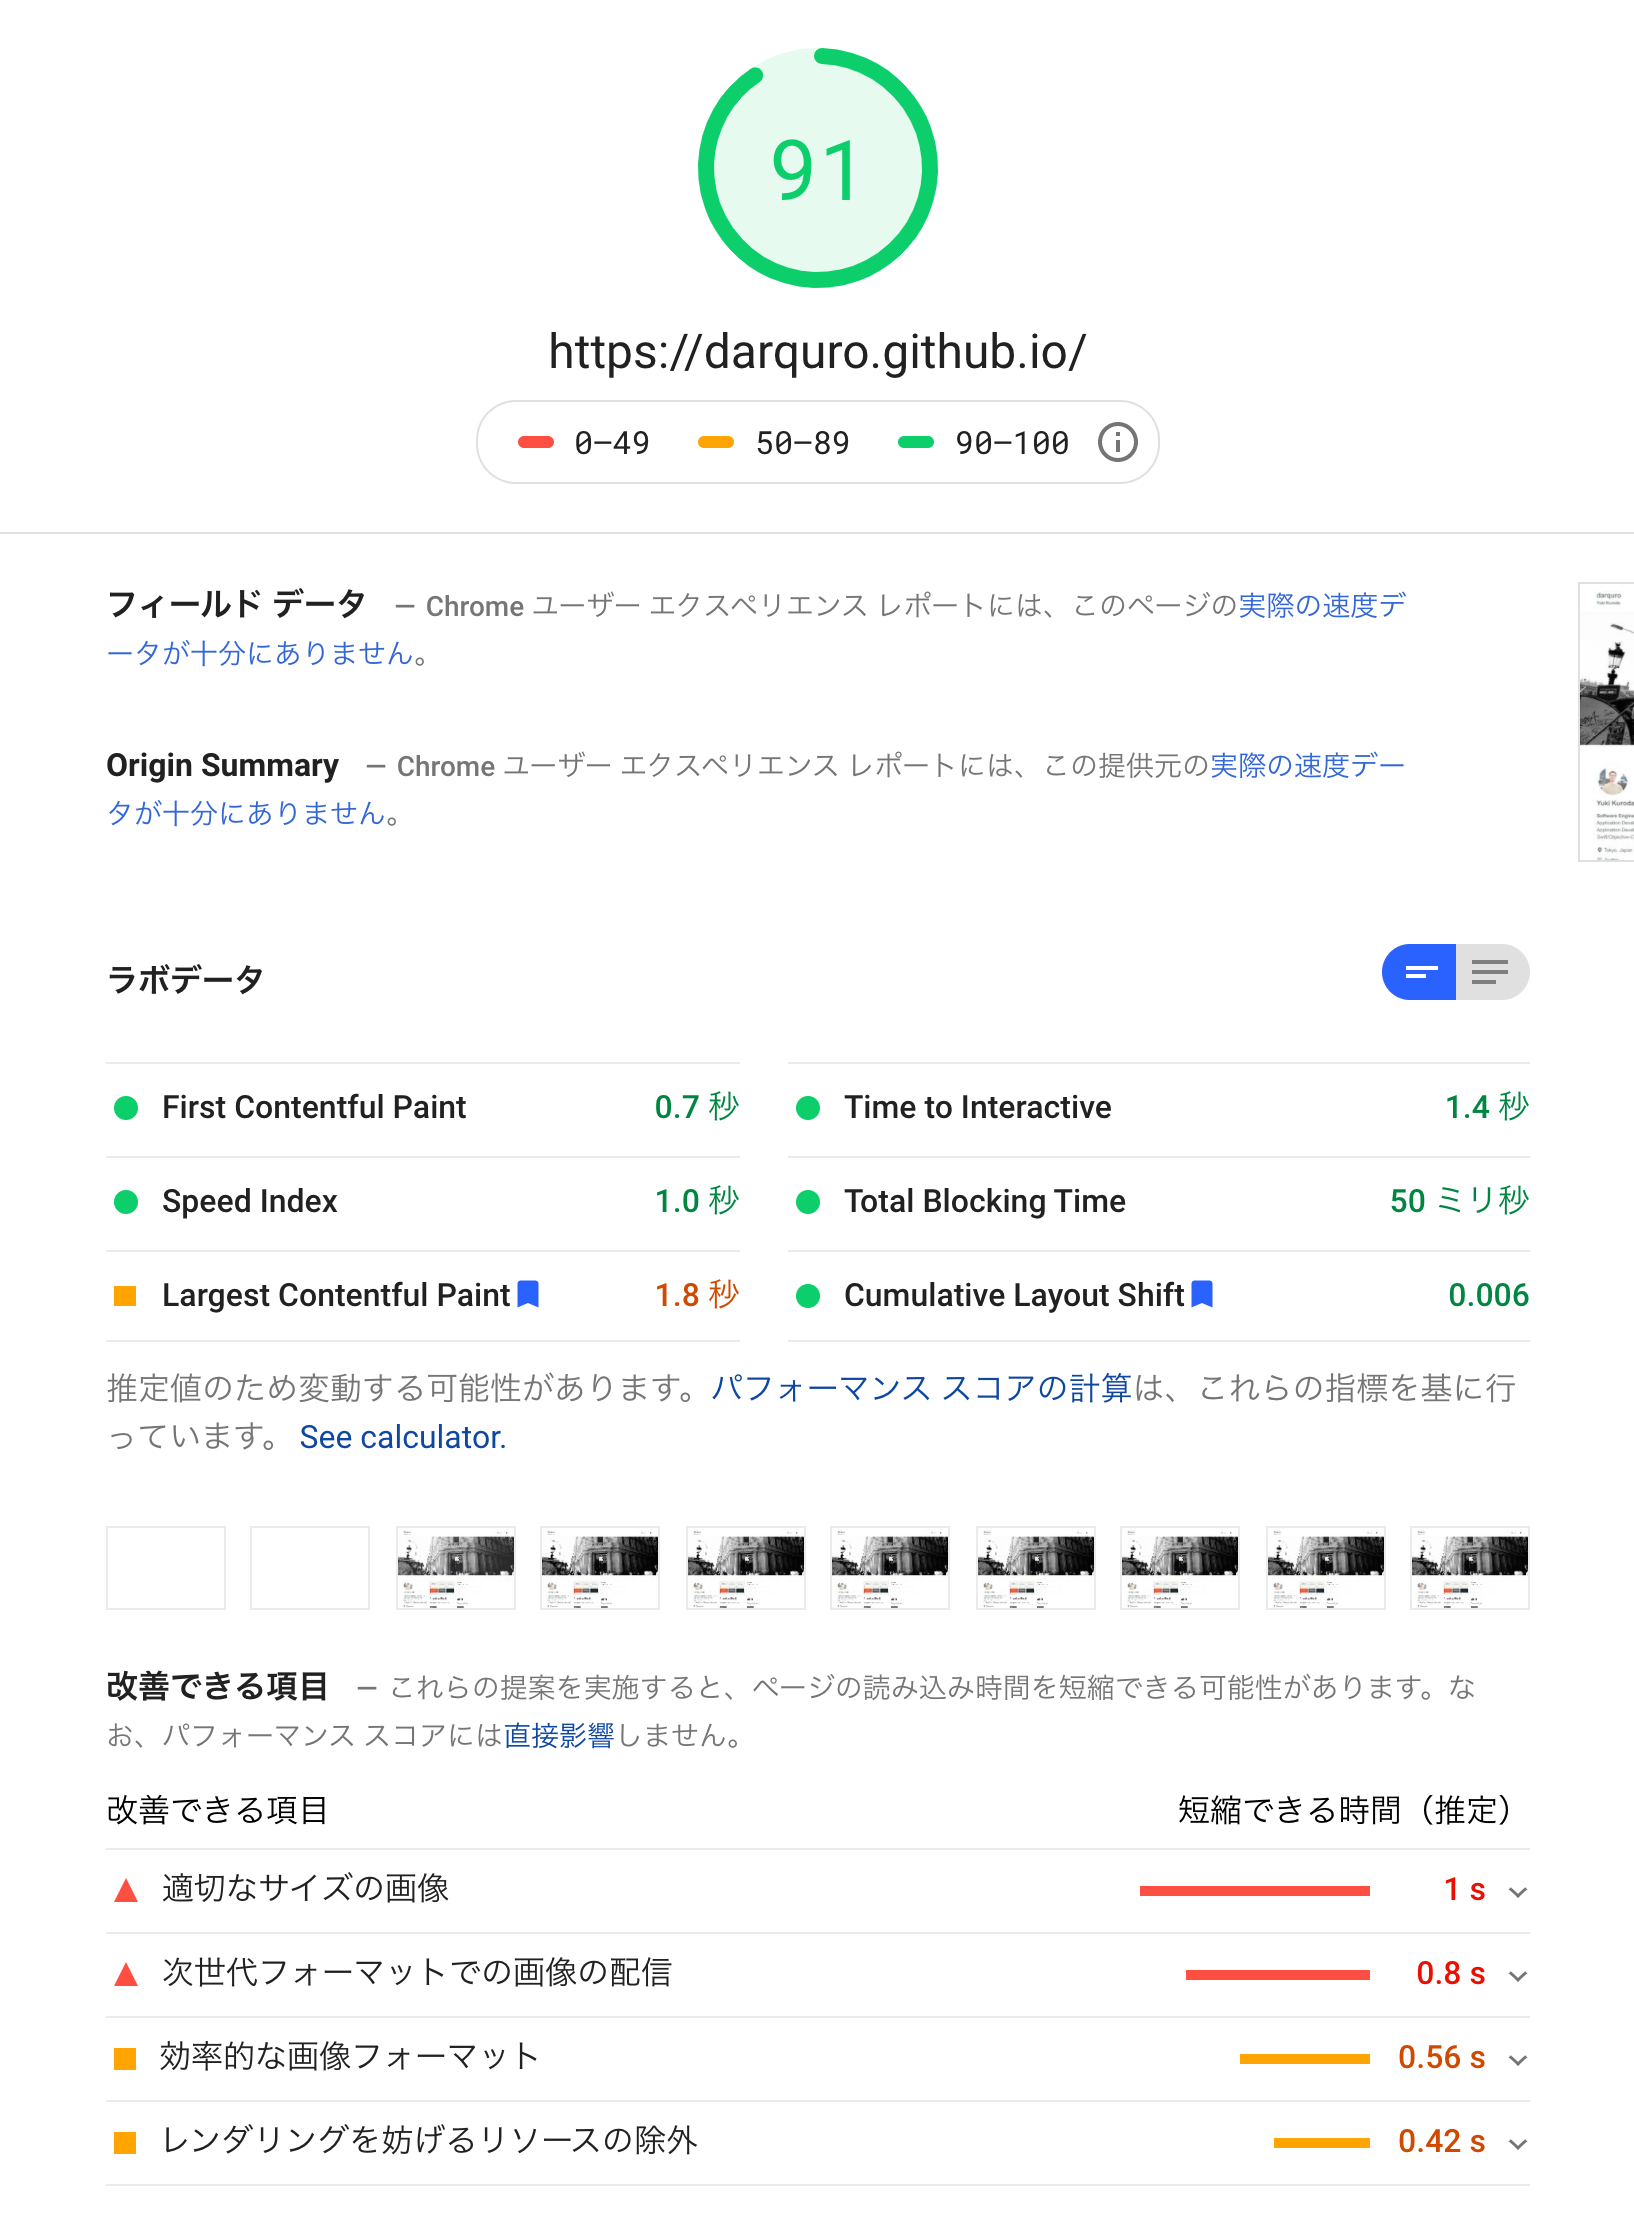 91
https://darquro.github.io/
0–49 50–89 90–100
フィールド データ — Chrome ユーザー エクスペリエンス レポートには、このページの実際の速度デ
ータが十分にありません。
darquro
Yuki Kuroda
Origin Summary — Chrome ユーザー エクスペリエンス レポートには、この提供元の実際の速度デー
タが十分にありません。
Yuki Kuroda
ラボデータ
First Contentful Paint 0.7 秒
Time to Interactive 1.4 秒
Speed Index 1.0 秒
Total Blocking Time 50 ミリ秒
Largest Contentful Paint 1.8 秒
Cumulative Layout Shift 0.006
推定値のため変動する可能性があります。パフォーマンス スコアの計算は、これらの指標を基に行
っています。 See calculator.
改善できる項目 — これらの提案を実施すると、ページの読み込み時間を短縮できる可能性があります。な
お、パフォーマンス スコアには直接影響しません。
改善できる項目 短縮できる時間（推定）
適切なサイズの画像 1 s
次世代フォーマットでの画像の配信 0.8 s
効率的な画像フォーマット 0.56 s
レンダリングを妨げるリソースの除外 0.42 s